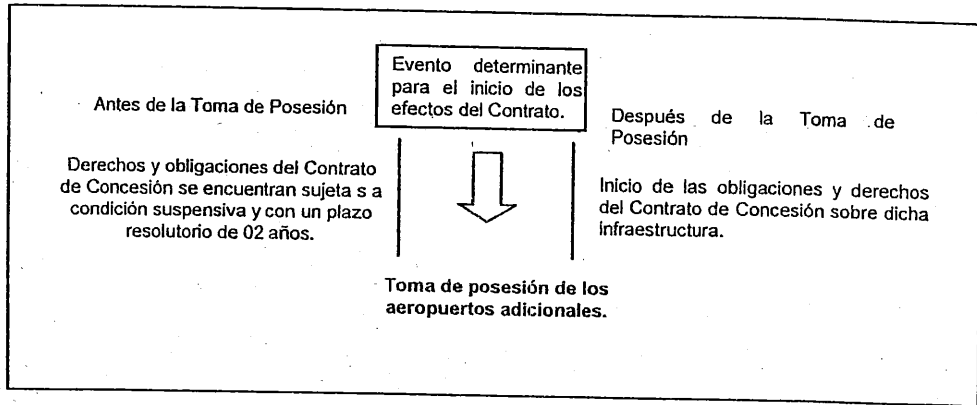 Evento determinante
para el inicio de los
efectos del Contrato.
Antes de la Toma de Posesión
Derechos y obligaciones del Contrato
de Concesión se encuentran sujeta s a
condición suspensiva y con un plazo
resolutorio de 02 años.
Después de la Toma de
Posesión
Inicio de las obligaciones y derechos
del Contrato de Concesión sobre dicha
infraestructura.
Toma de posesión de los
aeropuertos adicionales.